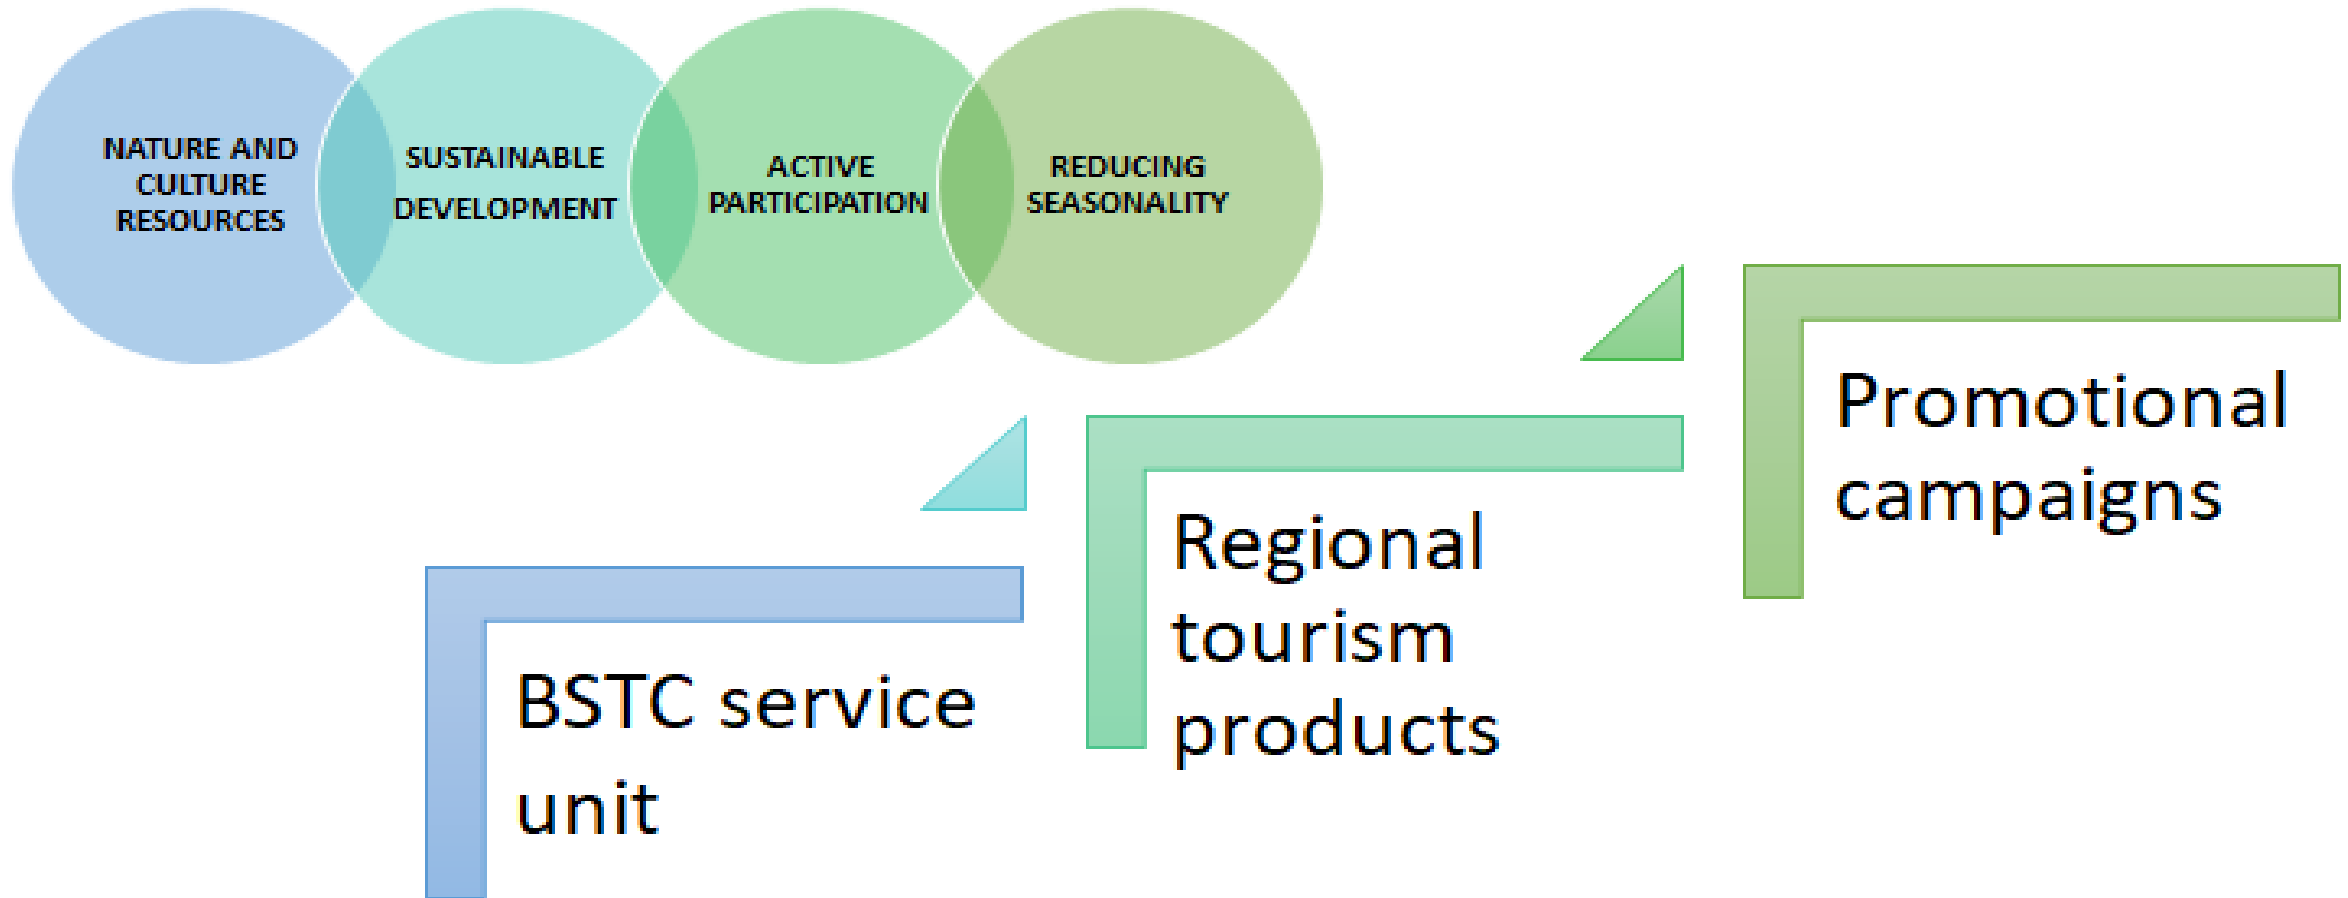 NATURE AND
CULTURE
RESOURCES
SUSTAINABLE
DEVELOPMENT
ACTIVE
PARTICIPATION
REDUCING
SEASONALITY
BSTC service
unit
Regional
tourism
products
Promotional
campaigns